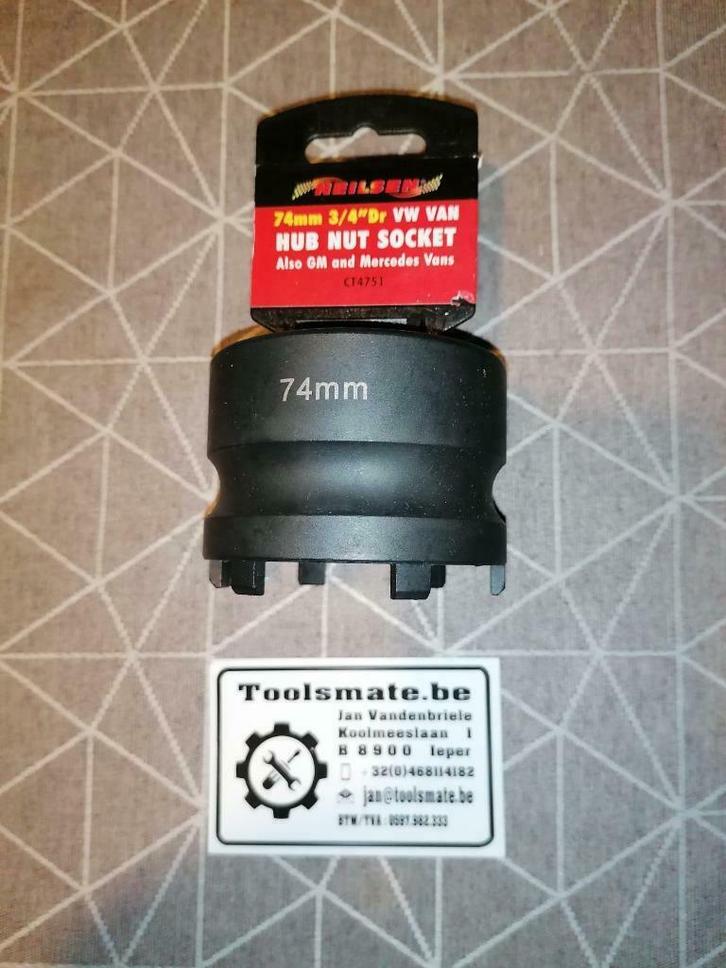 NEILSEN
74mm 3/4"Dr VW VAN
HUB NUT SOCKET
Also GM and Mercedes Vans
CT4751
74mm
Toolsmate.be
Jan Vandenbriele
Koolmeeslaan 1
B 8900 Ieper
+32(0)468114182
jan@toolsmate.be
BTW/TVA: 0597.982.333